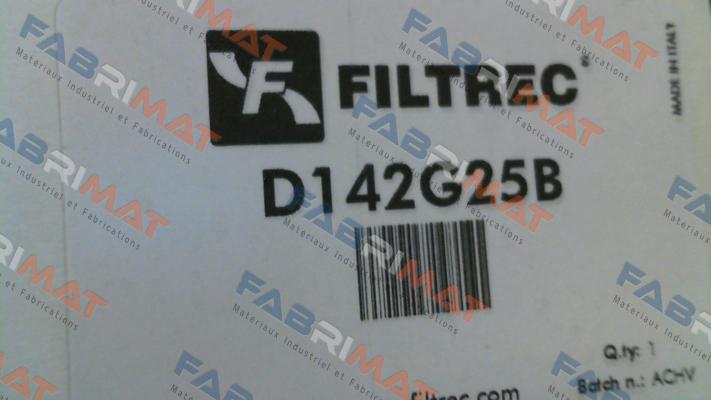 FILTREC®
MADE IN ITALY
D142G25B
Q.ty: 1
Batch n.: ACHV
filtrec.com
FABRIMAT
Materiaux Industriel et Fabrications